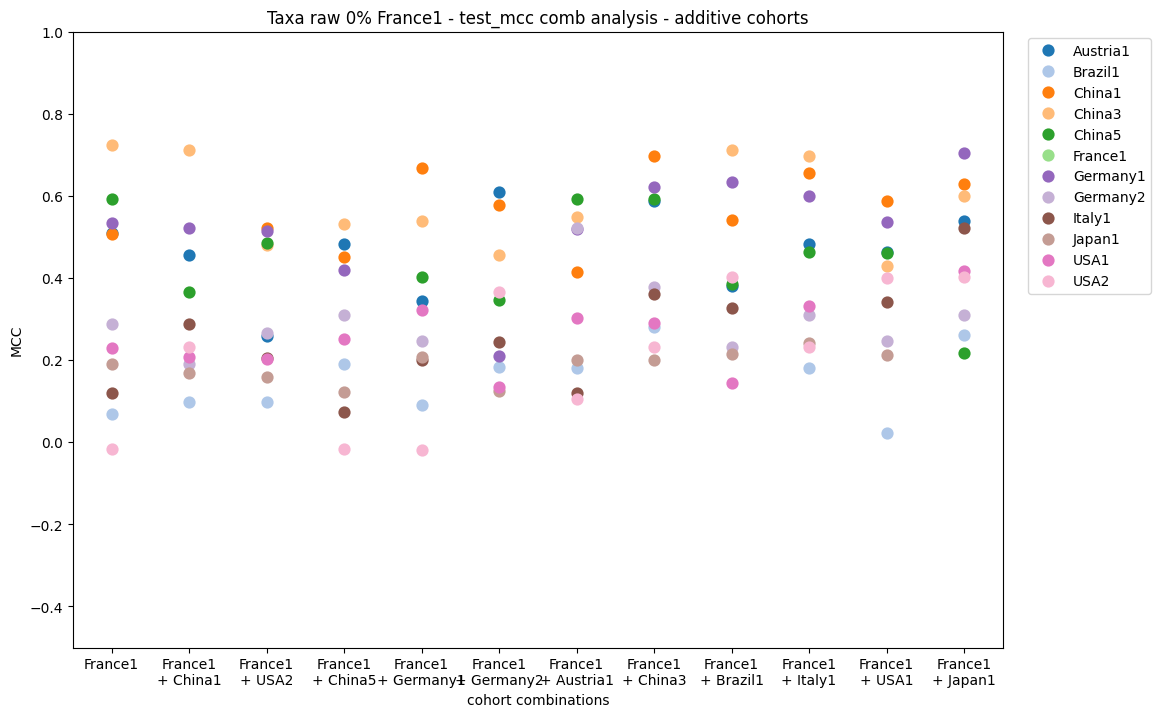 Taxa raw 0% France1 - test_mcc comb analysis - additive cohorts
MCC
1.0
0.8
0.6
0.4
0.2
0.0
−0.2
−0.4
France1
France1
+ China1
France1
+ USA2
France1
+ China5
France1
+ Germany1
France1
+ Germany2
France1
+ Austria1
France1
+ China3
France1
+ Brazil1
France1
+ Italy1
France1
+ USA1
France1
+ Japan1
cohort combinations
Austria1
Brazil1
China1
China3
China5
France1
Germany1
Germany2
Italy1
Japan1
USA1
USA2